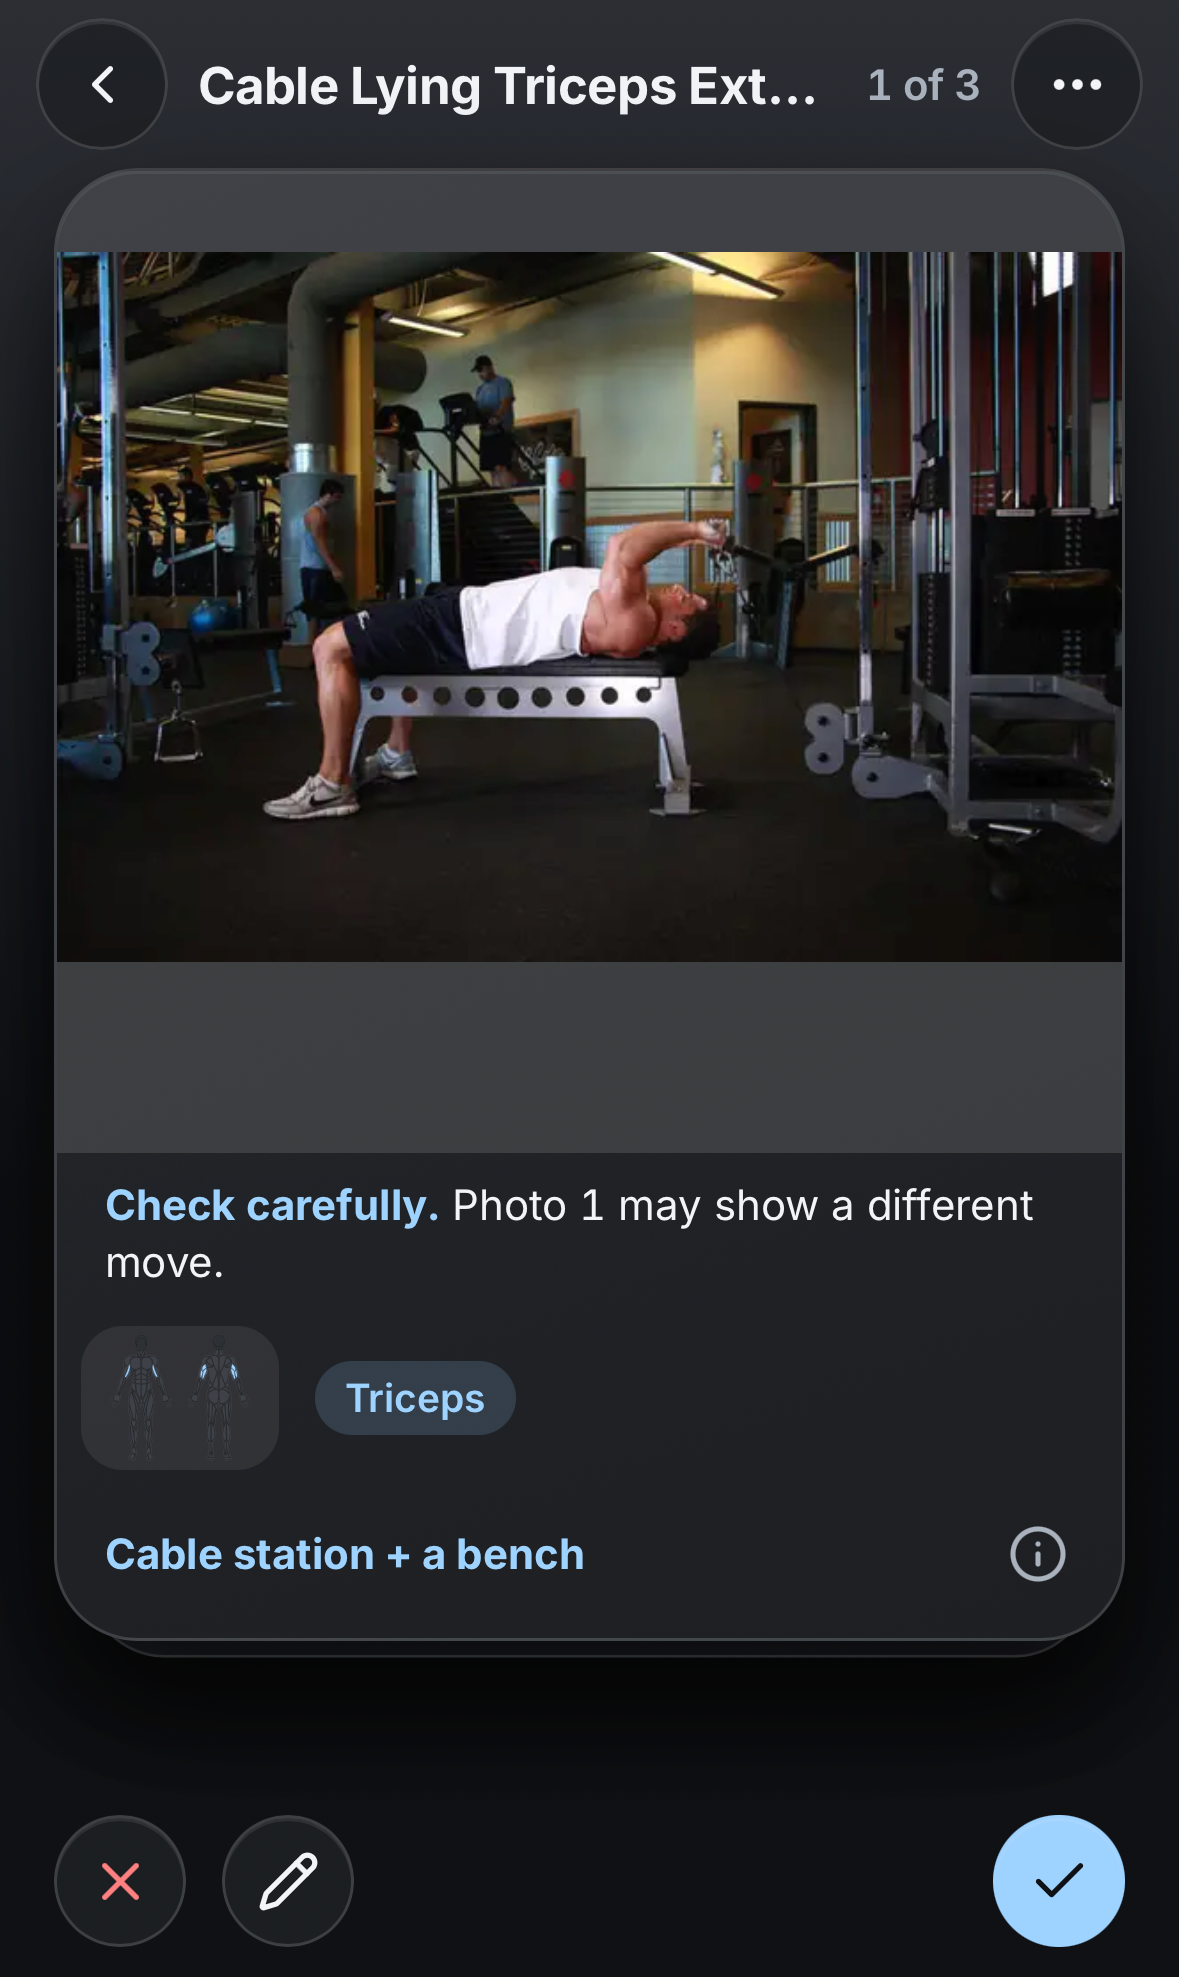 Cable Lying Triceps Ext...
1 of 3
Check carefully. Photo 1 may show a different
move.
Triceps
Cable station + a bench